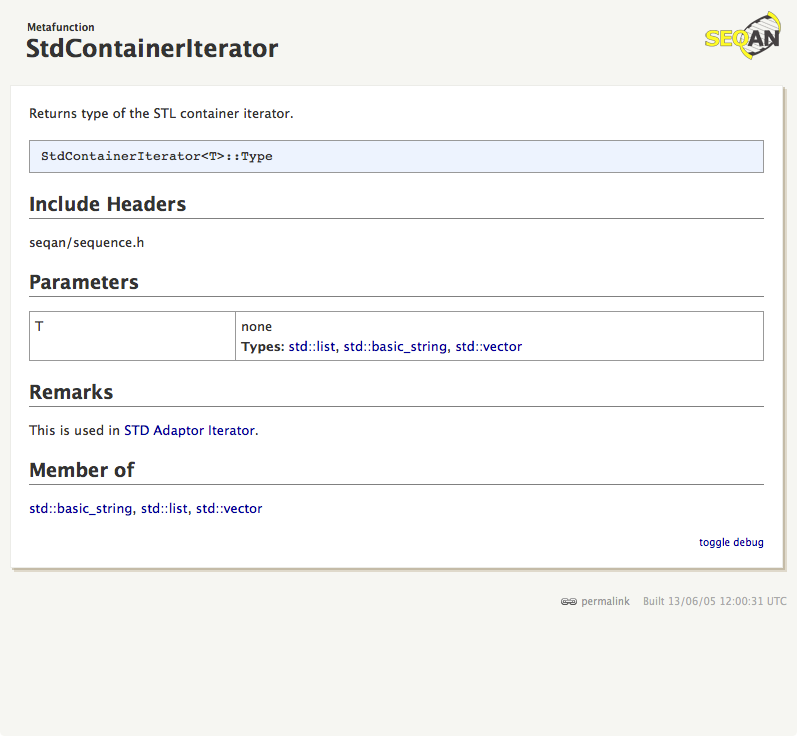 Metafunction
StdContainerIterator
SEQAN
Returns type of the STL container iterator.
StdContainerIterator<T>::Type
Include Headers
seqan/sequence.h
Parameters
T
none
Types: std::list, std::basic_string, std::vector
Remarks
This is used in STD Adaptor Iterator.
Member of
std::basic_string, std::list, std::vector
toggle debug
permalink Built 13/06/05 12:00:31 UTC